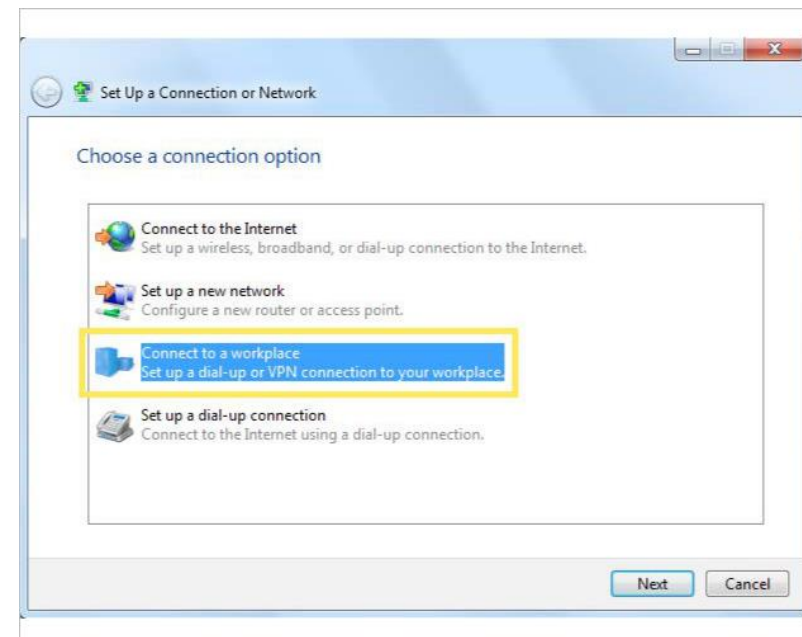 Set Up a Connection or Network
Choose a connection option
Connect to the Internet
Set up a wireless, broadband, or dial-up connection to the Internet.
Set up a new network
Configure a new router or access point.
Connect to a workplace
Set up a dial-up or VPN connection to your workplace.
Set up a dial-up connection
Connect to the Internet using a dial-up connection.
Next Cancel